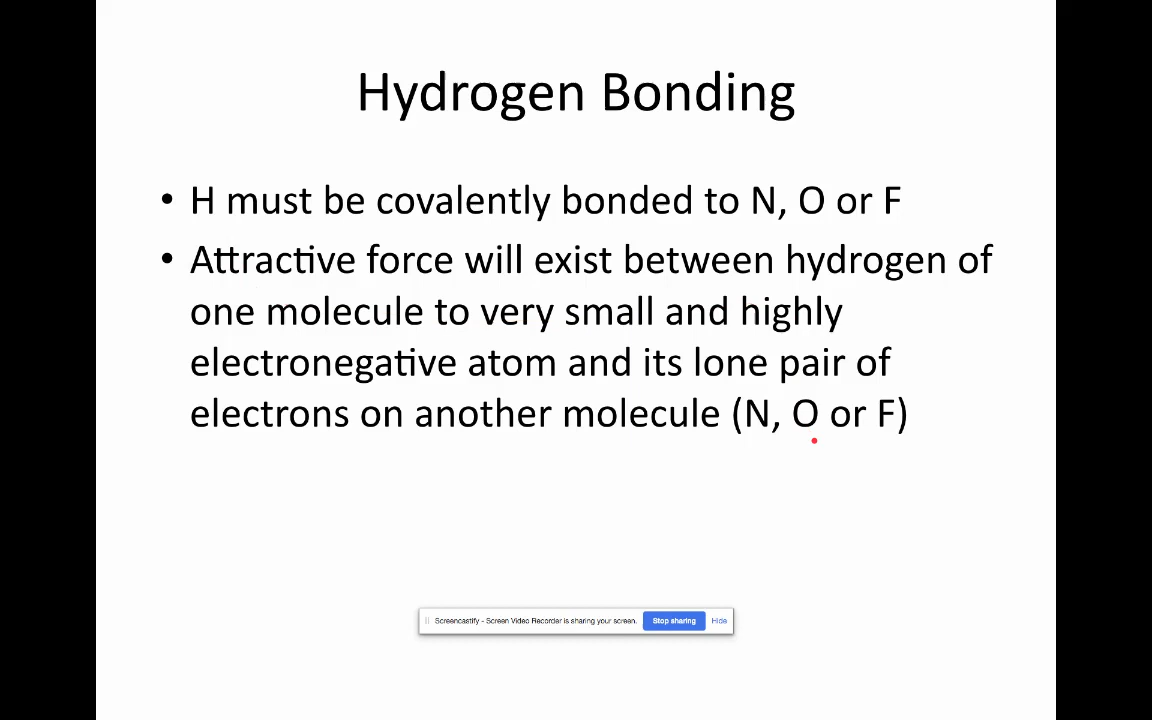 Hydrogen Bonding
• H must be covalently bonded to N, O or F
• Attractive force will exist between hydrogen of
one molecule to very small and highly
electronegative atom and its lone pair of
electrons on another molecule (N, O or F)
Screencastify - Screen Video Recorder is sharing your screen. Stop sharing Hide